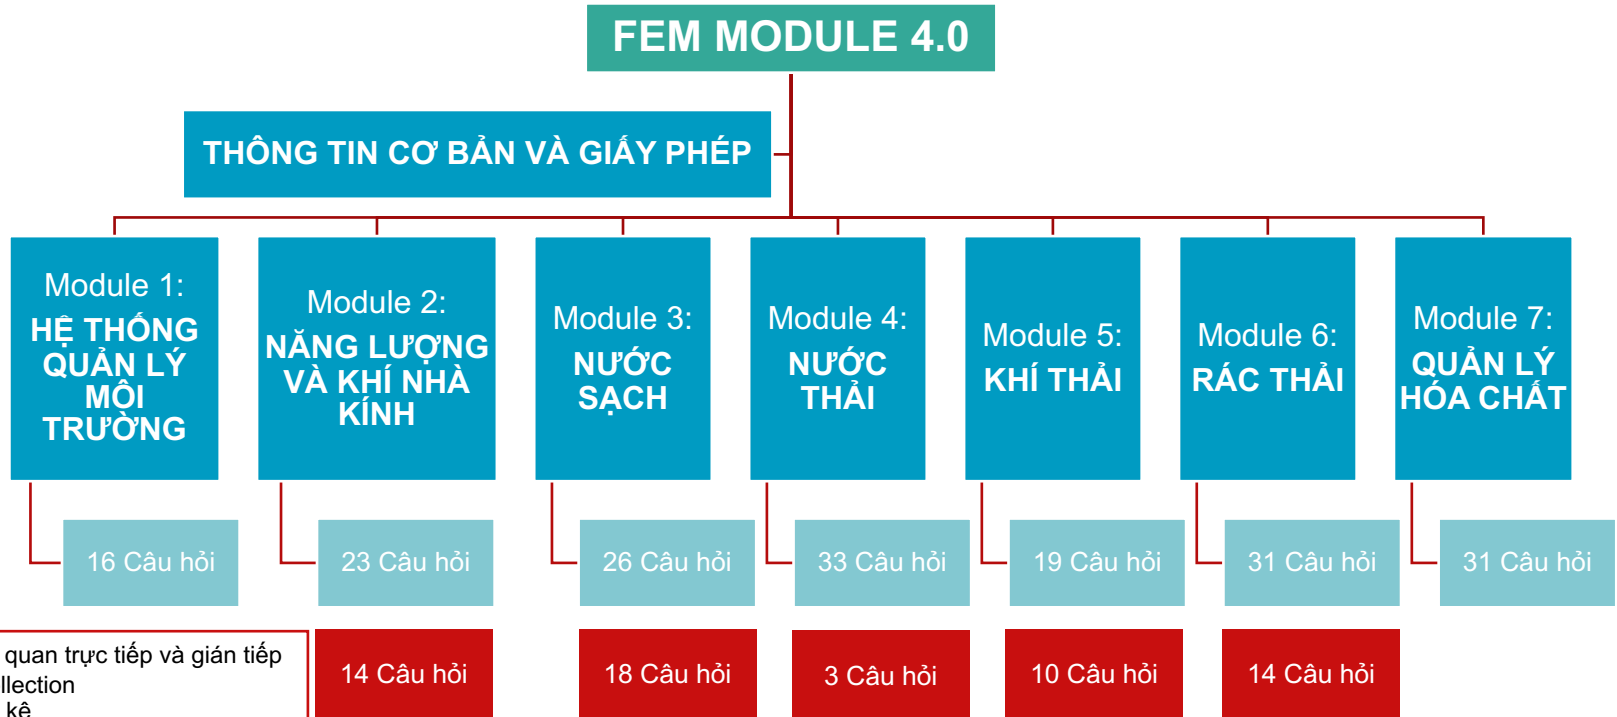 FEM MODULE 4.0
THÔNG TIN CƠ BẢN VÀ GIẤY PHÉP
Module 1:
HỆ THỐNG
QUẢN LÝ
MÔI
TRƯỜNG
Module 2:
NĂNG LƯỢNG
VÀ KHÍ NHÀ
KÍNH
Module 3:
NƯỚC
SẠCH
Module 4:
NƯỚC
THẢI
Module 5:
KHÍ THẢI
Module 6:
RÁC THẢI
Module 7:
QUẢN LÝ
HÓA CHẤT
16 Câu hỏi
23 Câu hỏi
26 Câu hỏi
33 Câu hỏi
19 Câu hỏi
31 Câu hỏi
31 Câu hỏi
quan trực tiếp và gián tiếp
llection
kê
14 Câu hỏi
18 Câu hỏi
3 Câu hỏi
10 Câu hỏi
14 Câu hỏi